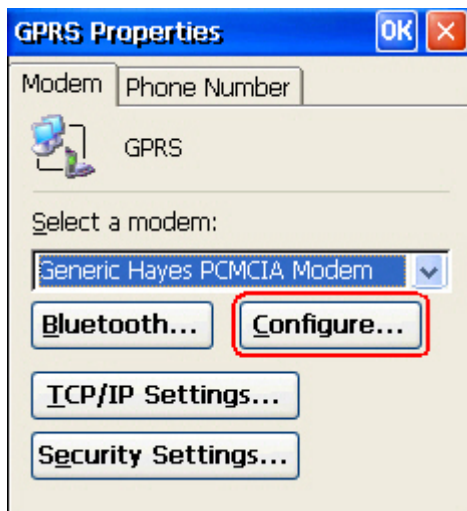 GPRS Properties OK
Modem Phone Number
GPRS
Select a modem:
Generic Hayes PCMCIA Modem
Bluetooth... Configure...
TCP/IP Settings...
Security Settings...